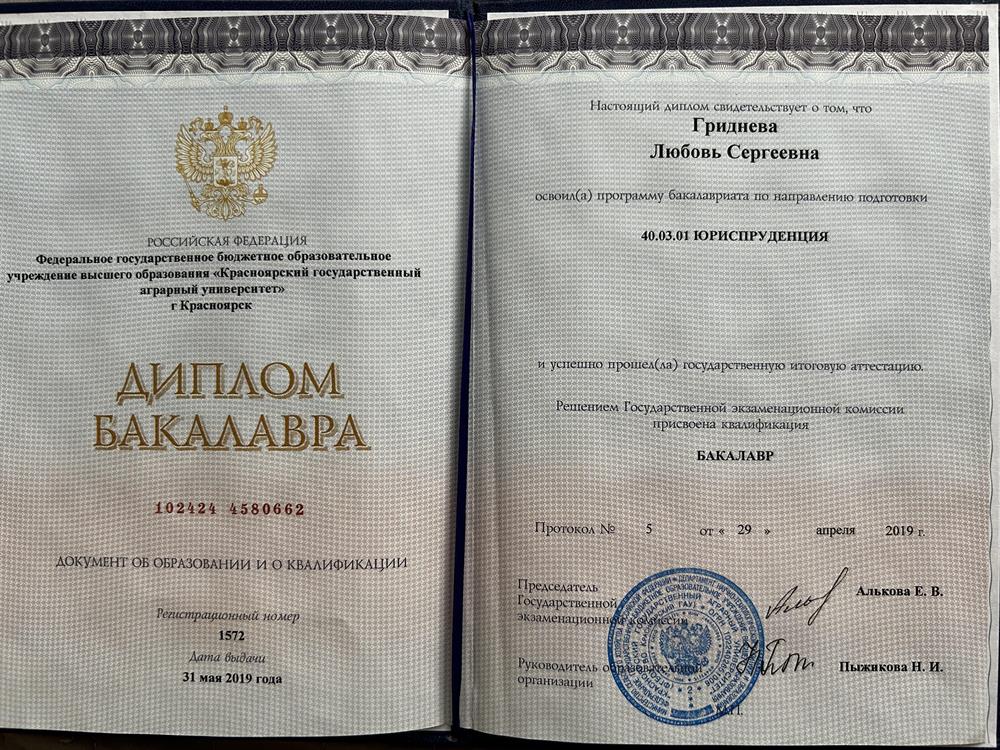 РОССИЙСКАЯ ФЕДЕРАЦИЯ
Федеральное государственное бюджетное образовательное
учреждение высшего образования «Красноярский государственный
аграрный университет»
г Красноярск
ДИПЛОМ
БАКАЛАВРА
102424 4580662
ДОКУМЕНТ ОБ ОБРАЗОВАНИИ И О КВАЛИФИКАЦИИ
Регистрационный номер
1572
Дата выдачи
31 мая 2019 года
Настоящий диплом свидетельствует о том, что
Гриднева
Любовь Сергеевна
освоил(а) программу бакалавриата по направлению подготовки
40.03.01 ЮРИСПРУДЕНЦИЯ
и успешно прошел(ла) государственную итоговую аттестацию.
Решением Государственной экзаменационной комиссии
присвоена квалификация
БАКАЛАВР
Протокол № 5 от « 29 » апреля 2019 г.
Председатель
Государственной
экзаменационной комиссии
Алькова Е. В.
Руководитель образовательной
организации
Пыжикова Н. И.
М.П.